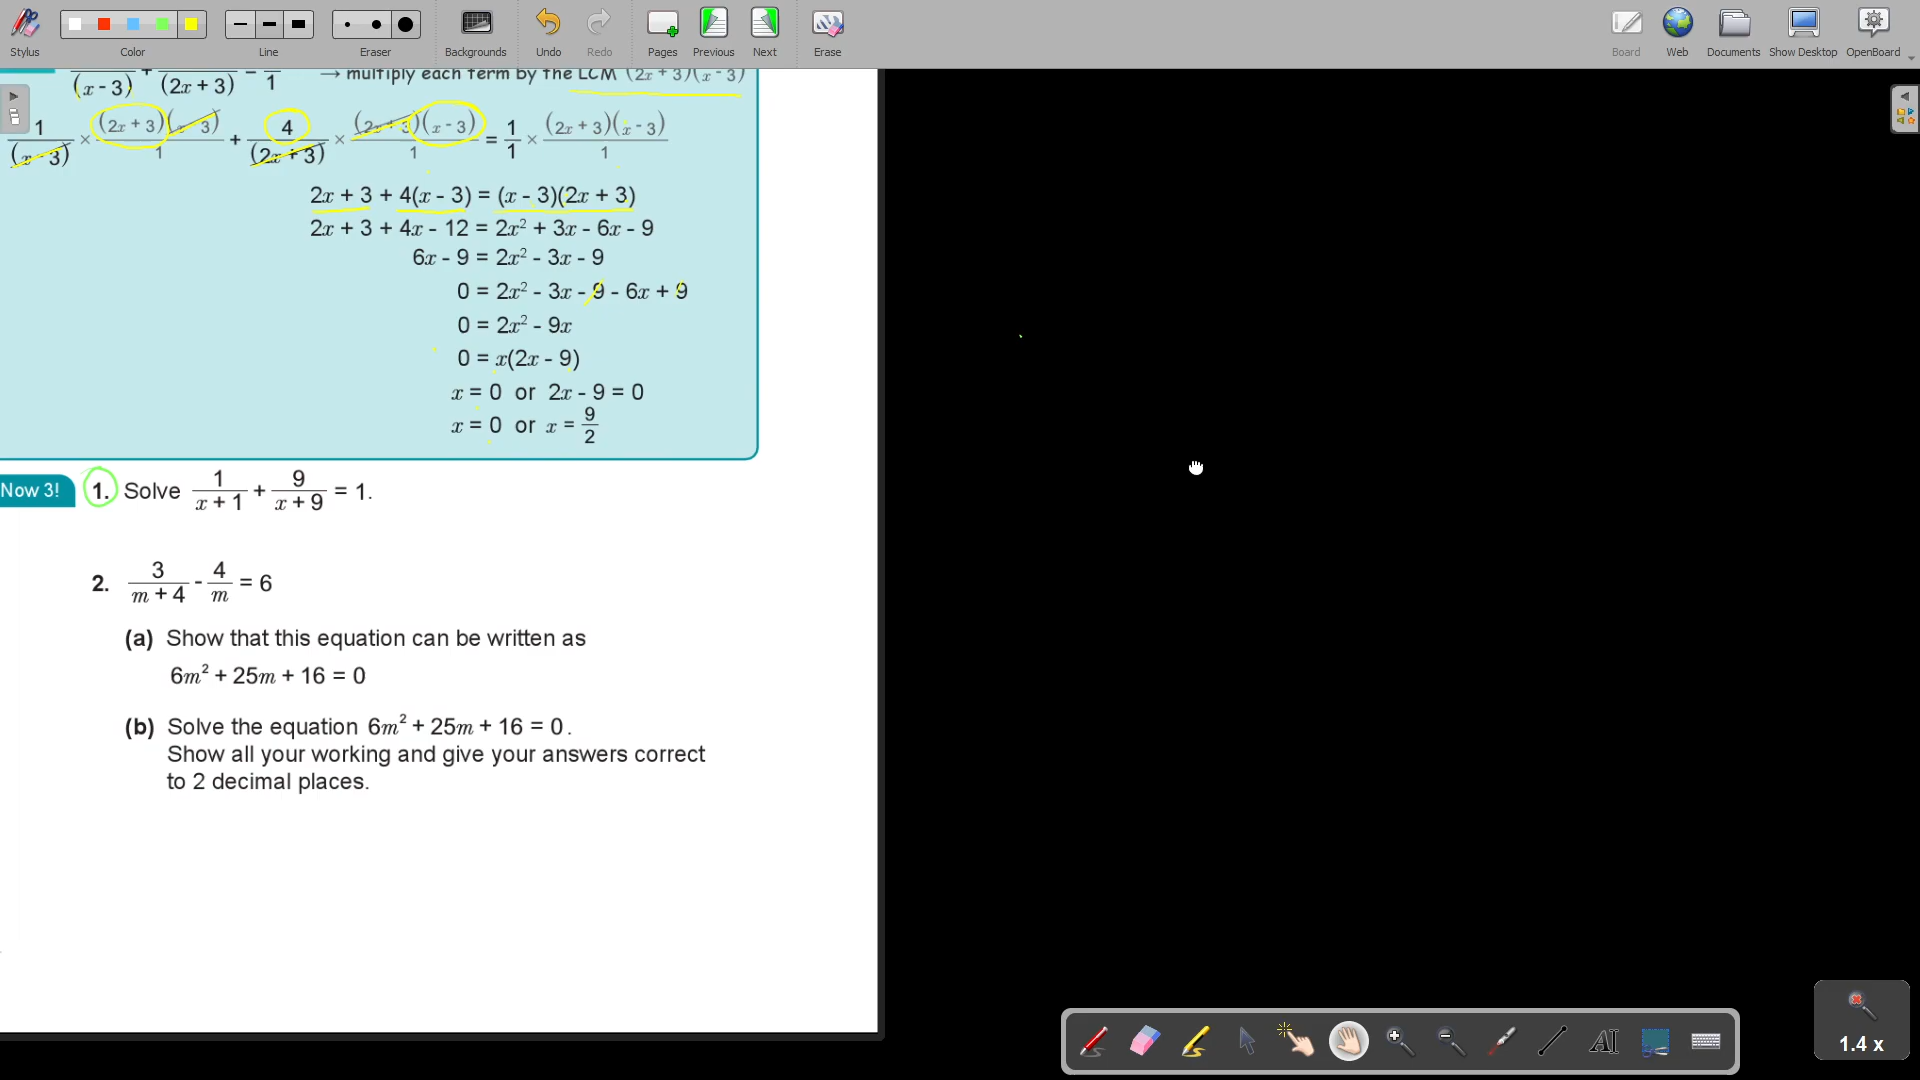 Stylus Color Line Eraser Backgrounds Undo Redo Pages Previous Next Erase Board Web Documents Show Desktop OpenBoard
(x - 3) + (2x + 3) = 1 → multiply each term by the LCM (2x + 3)(x - 3)
1/(x - 3) × (2x + 3)(x - 3)/1 + 4/(2x + 3) × (2x + 3)(x - 3)/1 = 1/1 × (2x + 3)(x - 3)/1
2x + 3 + 4(x - 3) = (x - 3)(2x + 3)
2x + 3 + 4x - 12 = 2x² + 3x - 6x - 9
6x - 9 = 2x² - 3x - 9
0 = 2x² - 3x - 9 - 6x + 9
0 = 2x² - 9x
0 = x(2x - 9)
x = 0 or 2x - 9 = 0
x = 0 or x = 9/2
Now 3! 1. Solve 1/(x + 1) + 9/(x + 9) = 1.
2. 3/(m + 4) - 4/m = 6
(a) Show that this equation can be written as
6m² + 25m + 16 = 0
(b) Solve the equation 6m² + 25m + 16 = 0.
Show all your working and give your answers correct
to 2 decimal places.
1.4 x